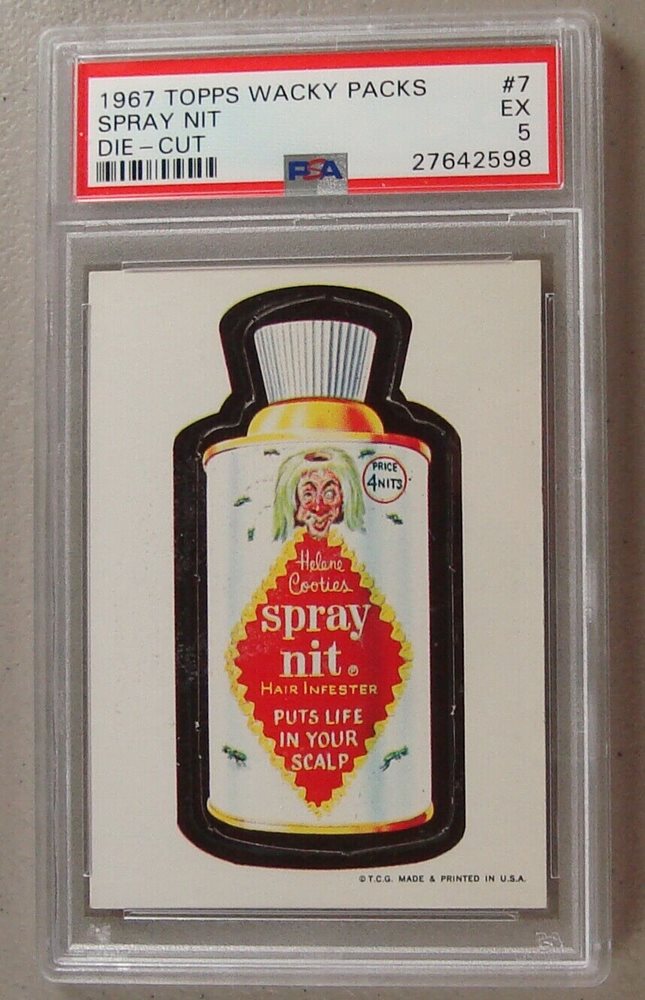 1967 TOPPS WACKY PACKS #7
SPRAY NIT EX
DIE-CUT 5
PSA 27642598
PRICE
4 NITS
Helene
Cooties
spray
nit ®
HAIR INFESTER
PUTS LIFE
IN YOUR
SCALP
© T.C.G. MADE & PRINTED IN U.S.A.